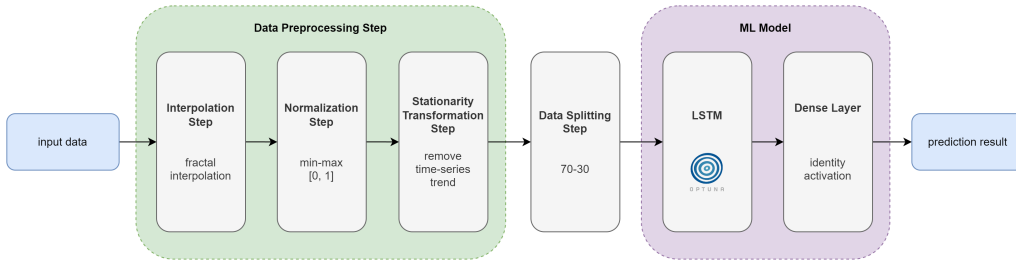 Data Preprocessing Step
ML Model
input data
Interpolation
Step
fractal
interpolation
Normalization
Step
min-max
[0, 1]
Stationarity
Transformation
Step
remove
time-series
trend
Data Splitting
Step
70-30
LSTM
OPTUNA
Dense Layer
identity
activation
prediction result